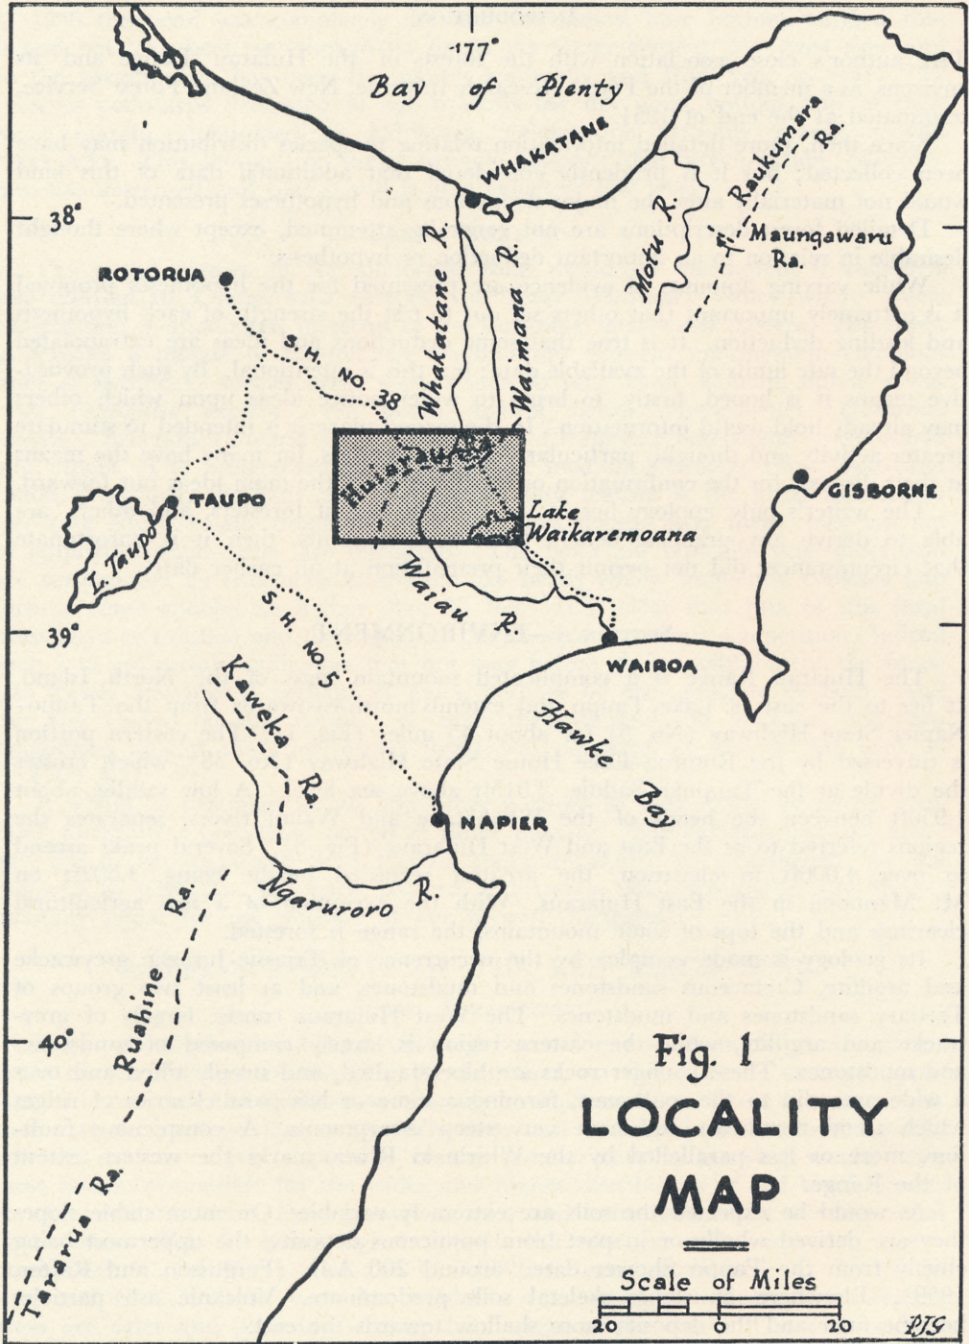 177°
Bay of Plenty
WHAKATANE
Raukumara Ra.
38°
Motu R.
Maungawaru
Ra.
ROTORUA
Whakatane R.
Waimana R.
S. H. NO. 38
Huiarau Ra.
TAUPO
GISBORNE
L. Taupo
Lake
Waikaremoana
Waiau R.
39°
S. H. NO. 5
WAIROA
Kaweka Ra.
Hawke Bay
NAPIER
Ngaruroro R.
Ruahine Ra.
40°
Fig. 1
LOCALITY
MAP
Tararua Ra.
Scale of Miles
20 0 20